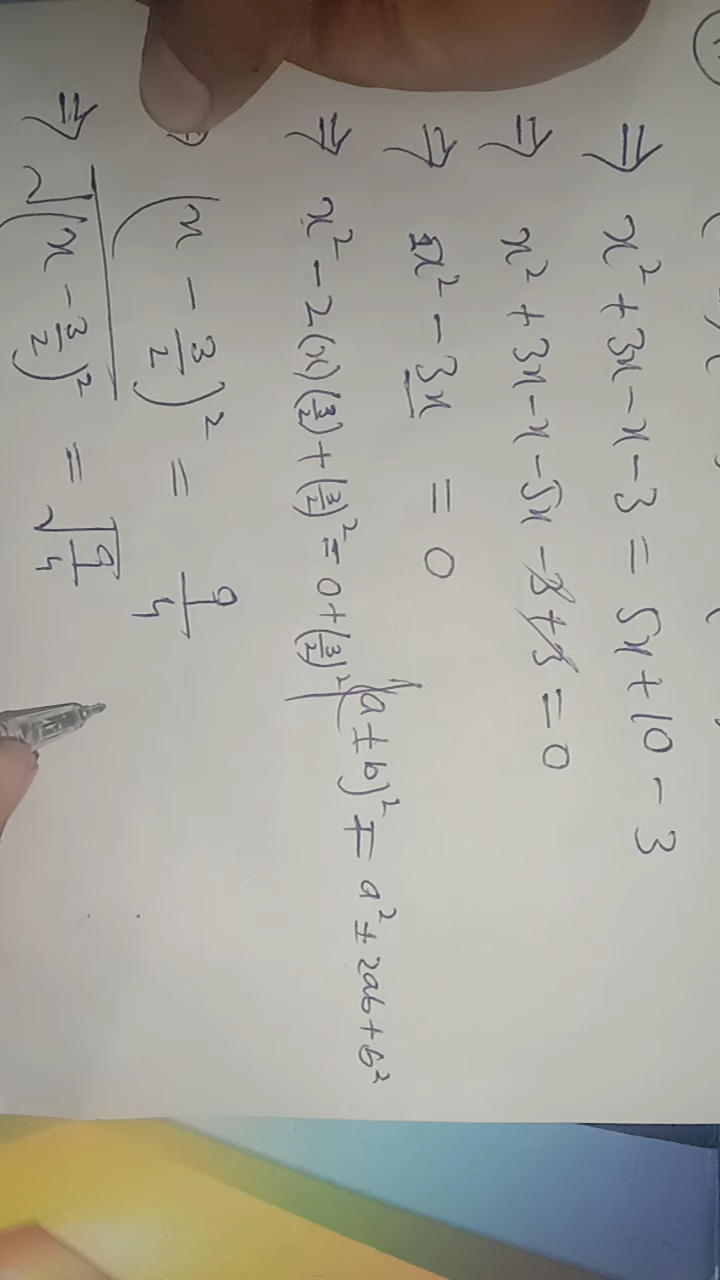 ⇒ x² + 3x - x - 3 = 5x + 10 - 3
⇒ x² + 3x - x - 5x - 3 + 3 = 0
⇒ x² - 3x = 0
⇒ x² - 2(x)(3/2) + (3/2)² = 0 + (3/2)²
(a ± b)² = a² ± 2ab + b²
(x - 3/2)² = 9/4
⇒ √(x - 3/2)² = √9/4